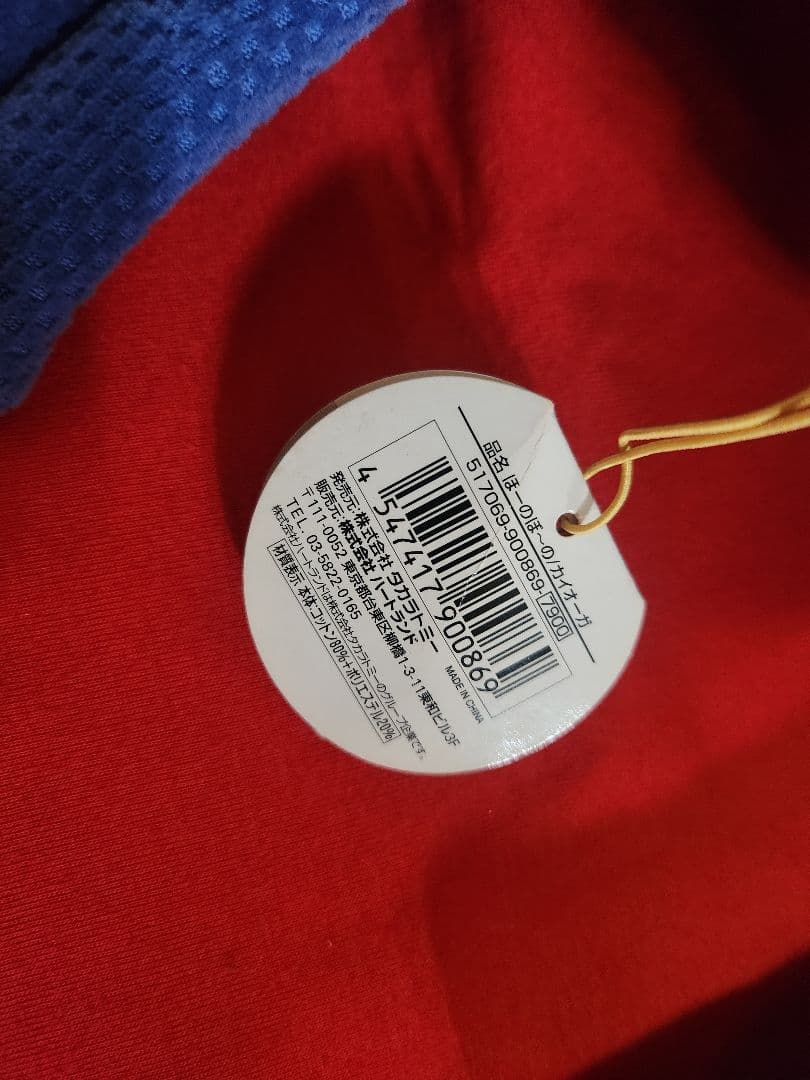 品名 ほーのぼ〜の/カイオーガ
517069-900869-7900
4 547417 900869
MADE IN CHINA
発売元:株式会社 タカラトミー
販売元:株式会社 ハートランド
〒111-0052 東京都台東区柳橋1-3-11東和ビル3F
TEL. 03-5822-0165
株式会社ハートランドは株式会社タカラトミーのグループ企業です。
材質表示 本体:コットン80%+ポリエステル20%